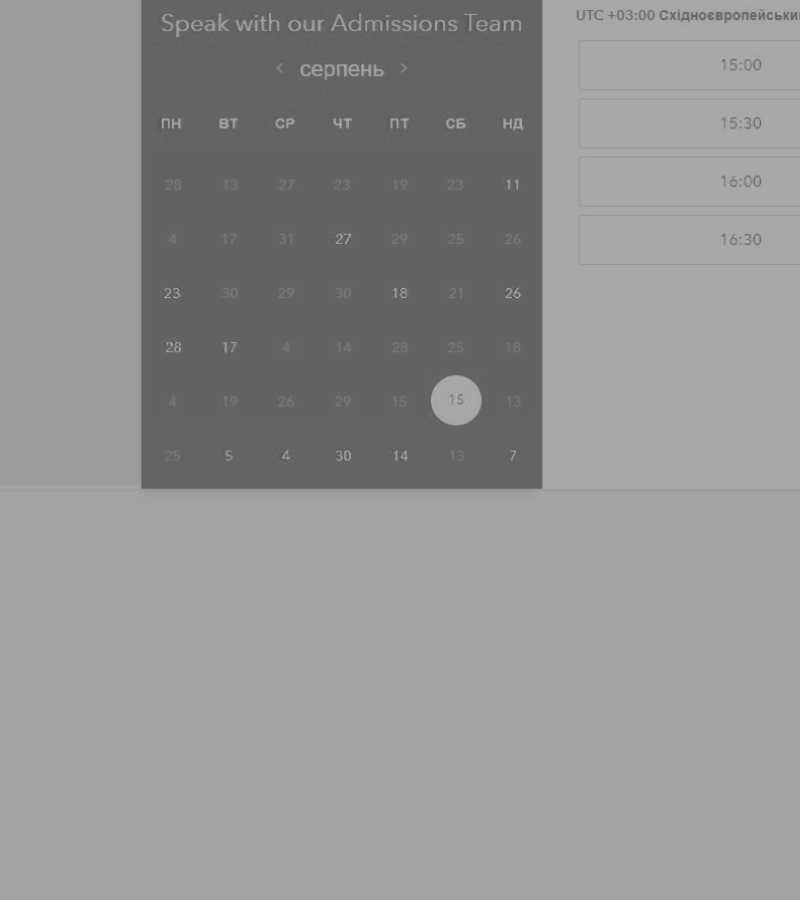 Speak with our Admissions Team
‹ серпень ›
ПН ВТ СР ЧТ ПТ СБ НД
28 13 27 23 19 23 11
4 17 31 27 29 25 26
23 30 29 30 18 21 26
28 17 4 14 28 25 18
4 19 26 29 15 15 13
25 5 4 30 14 13 7
UTC +03:00 Східноєвропейськи
15:00
15:30
16:00
16:30